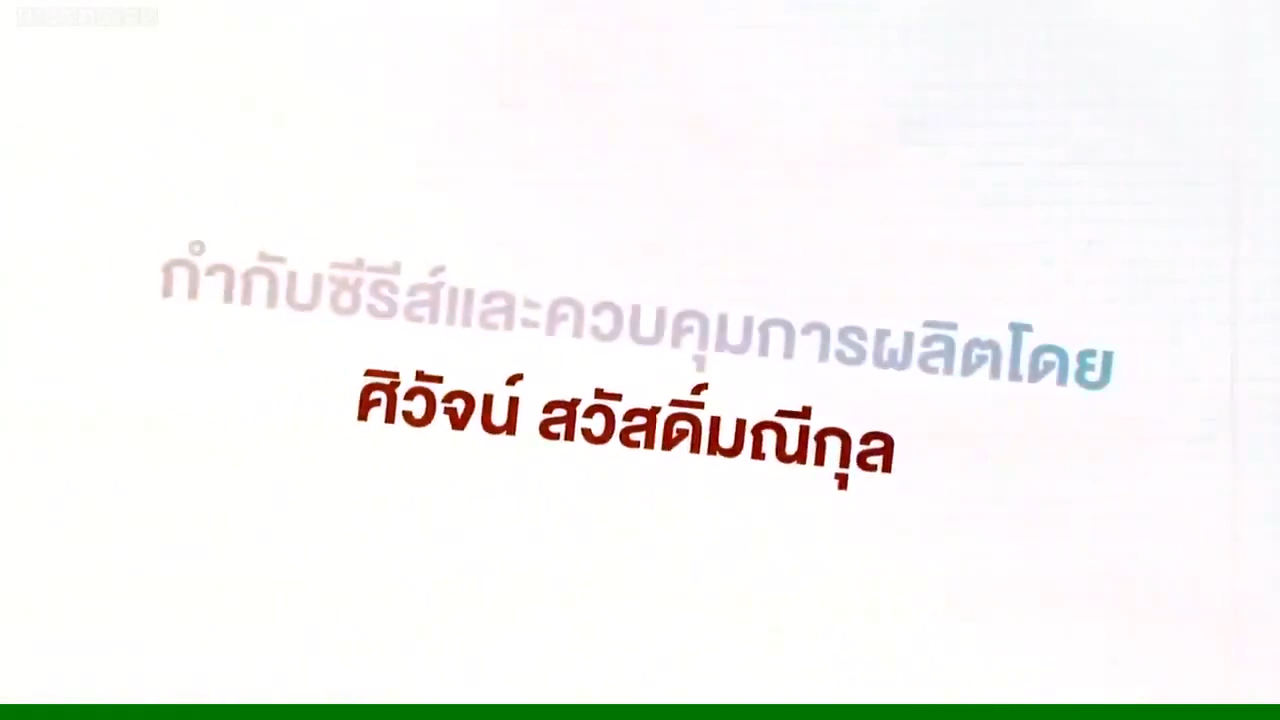 กำกับซีรีส์และควบคุมการผลิตโดย
ศิวัจน์ สวัสดิ์มณีกุล